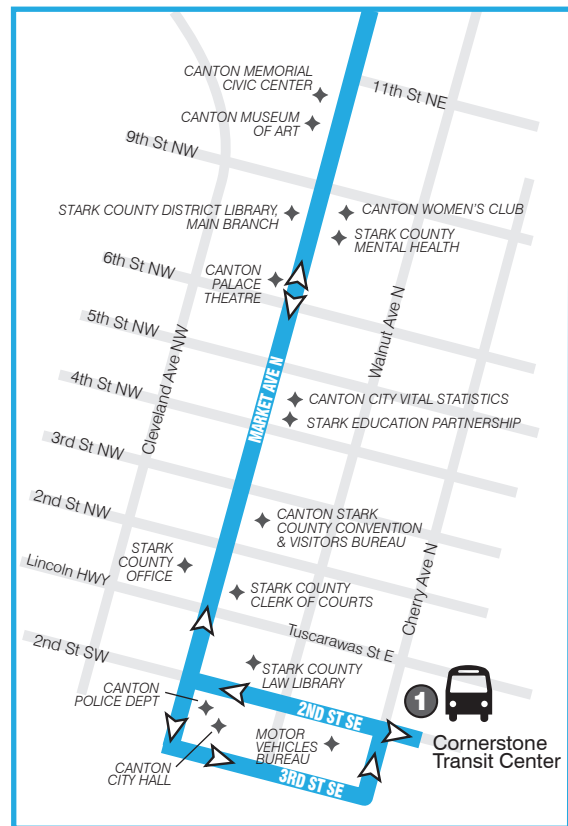 CANTON MEMORIAL
CIVIC CENTER
11th St NE
CANTON MUSEUM
OF ART
9th St NW
STARK COUNTY DISTRICT LIBRARY,
MAIN BRANCH
CANTON WOMEN'S CLUB
STARK COUNTY
MENTAL HEALTH
6th St NW
CANTON
PALACE
THEATRE
5th St NW
Walnut Ave N
Cleveland Ave NW
MARKET AVE N
4th St NW
CANTON CITY VITAL STATISTICS
STARK EDUCATION PARTNERSHIP
3rd St NW
2nd St NW
CANTON STARK
COUNTY CONVENTION
& VISITORS BUREAU
STARK
COUNTY
OFFICE
Lincoln HWY
STARK COUNTY
CLERK OF COURTS
Cherry Ave N
Tuscarawas St E
2nd St SW
STARK COUNTY
LAW LIBRARY
CANTON
POLICE DEPT
2ND ST SE
1
MOTOR
VEHICLES
BUREAU
Cornerstone
Transit Center
CANTON
CITY HALL
3RD ST SE